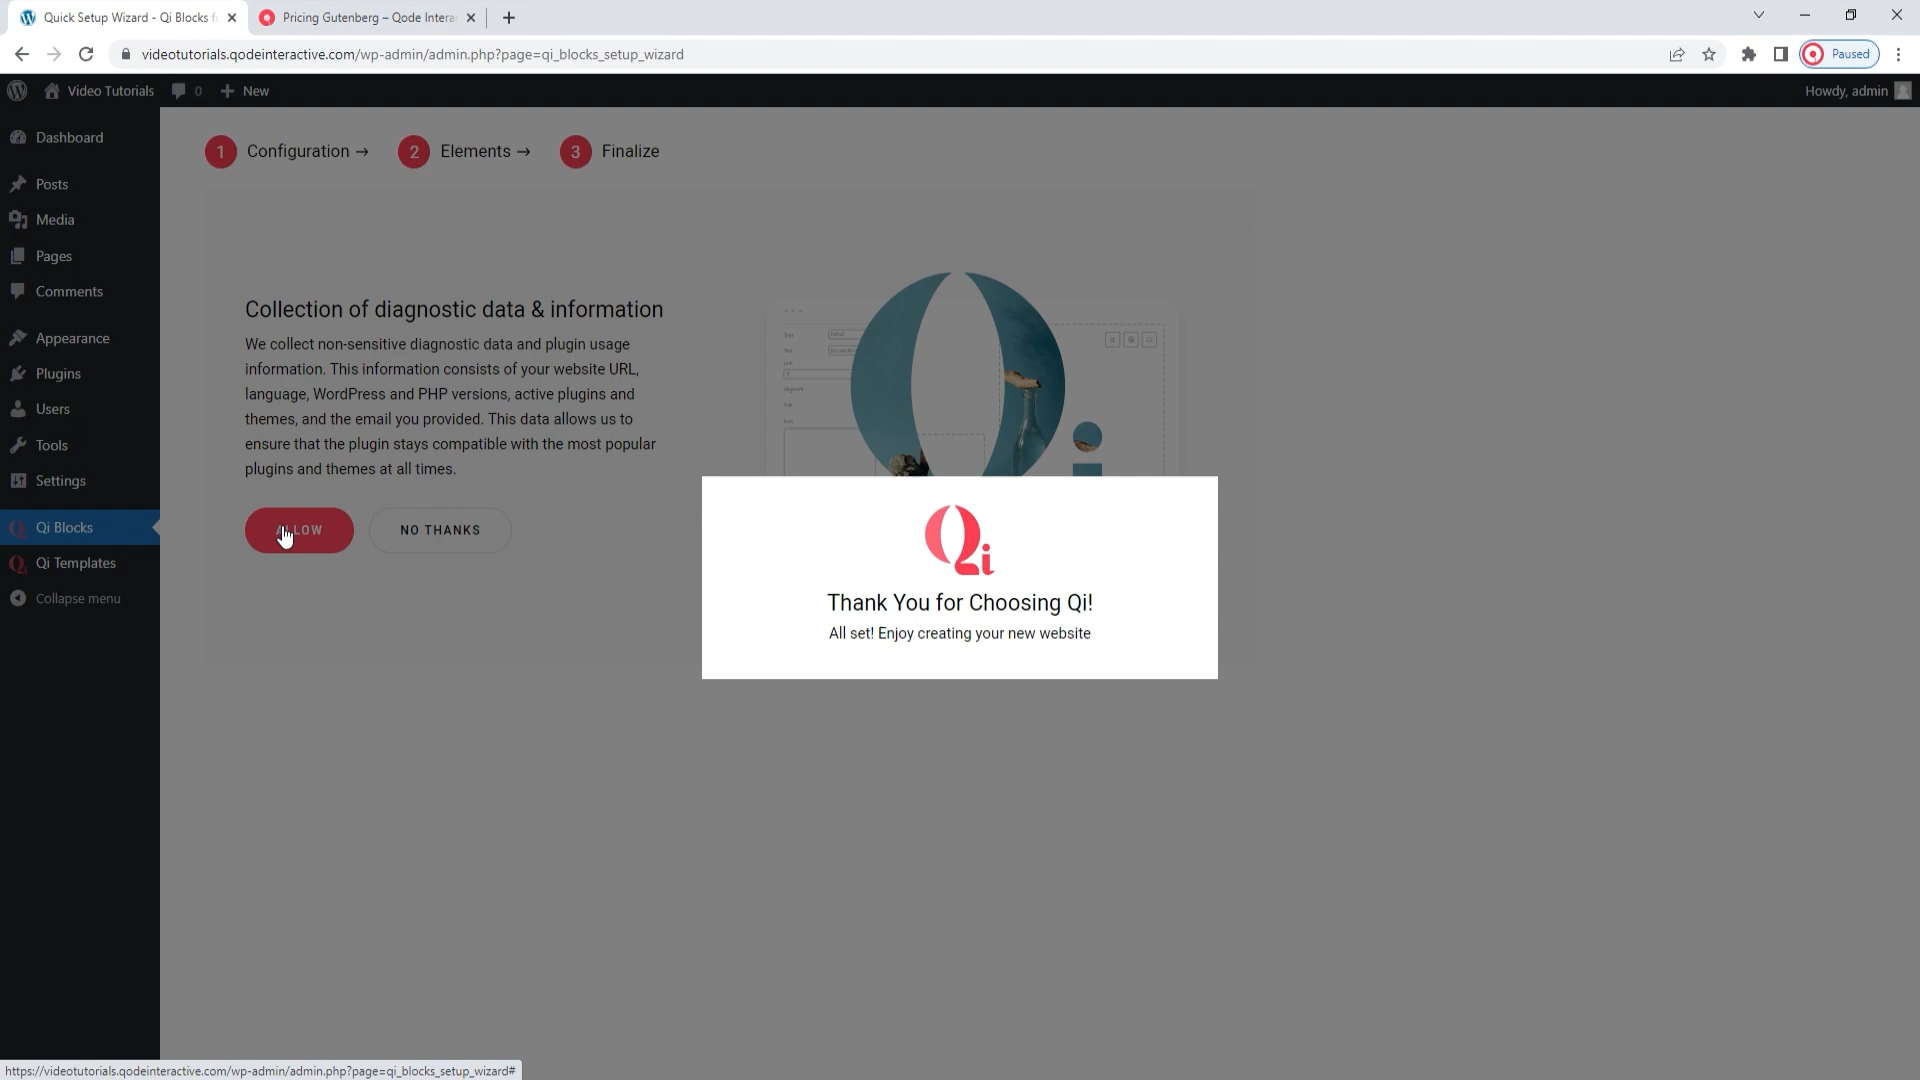 Quick Setup Wizard - Qi Blocks f
Pricing Gutenberg – Qode Intera
videotutorials.qodeinteractive.com/wp-admin/admin.php?page=qi_blocks_setup_wizard
Paused
Video Tutorials
0
New
Howdy, admin
Dashboard
Posts
Media
Pages
Comments
Appearance
Plugins
Users
Tools
Settings
Qi Blocks
Qi Templates
Collapse menu
1 Configuration →
2 Elements →
3 Finalize
Collection of diagnostic data & information
We collect non-sensitive diagnostic data and plugin usage
information. This information consists of your website URL,
language, WordPress and PHP versions, active plugins and
themes, and the email you provided. This data allows us to
ensure that the plugin stays compatible with the most popular
plugins and themes at all times.
ALLOW
NO THANKS
Qi
Thank You for Choosing Qi!
All set! Enjoy creating your new website
https://videotutorials.qodeinteractive.com/wp-admin/admin.php?page=qi_blocks_setup_wizard#